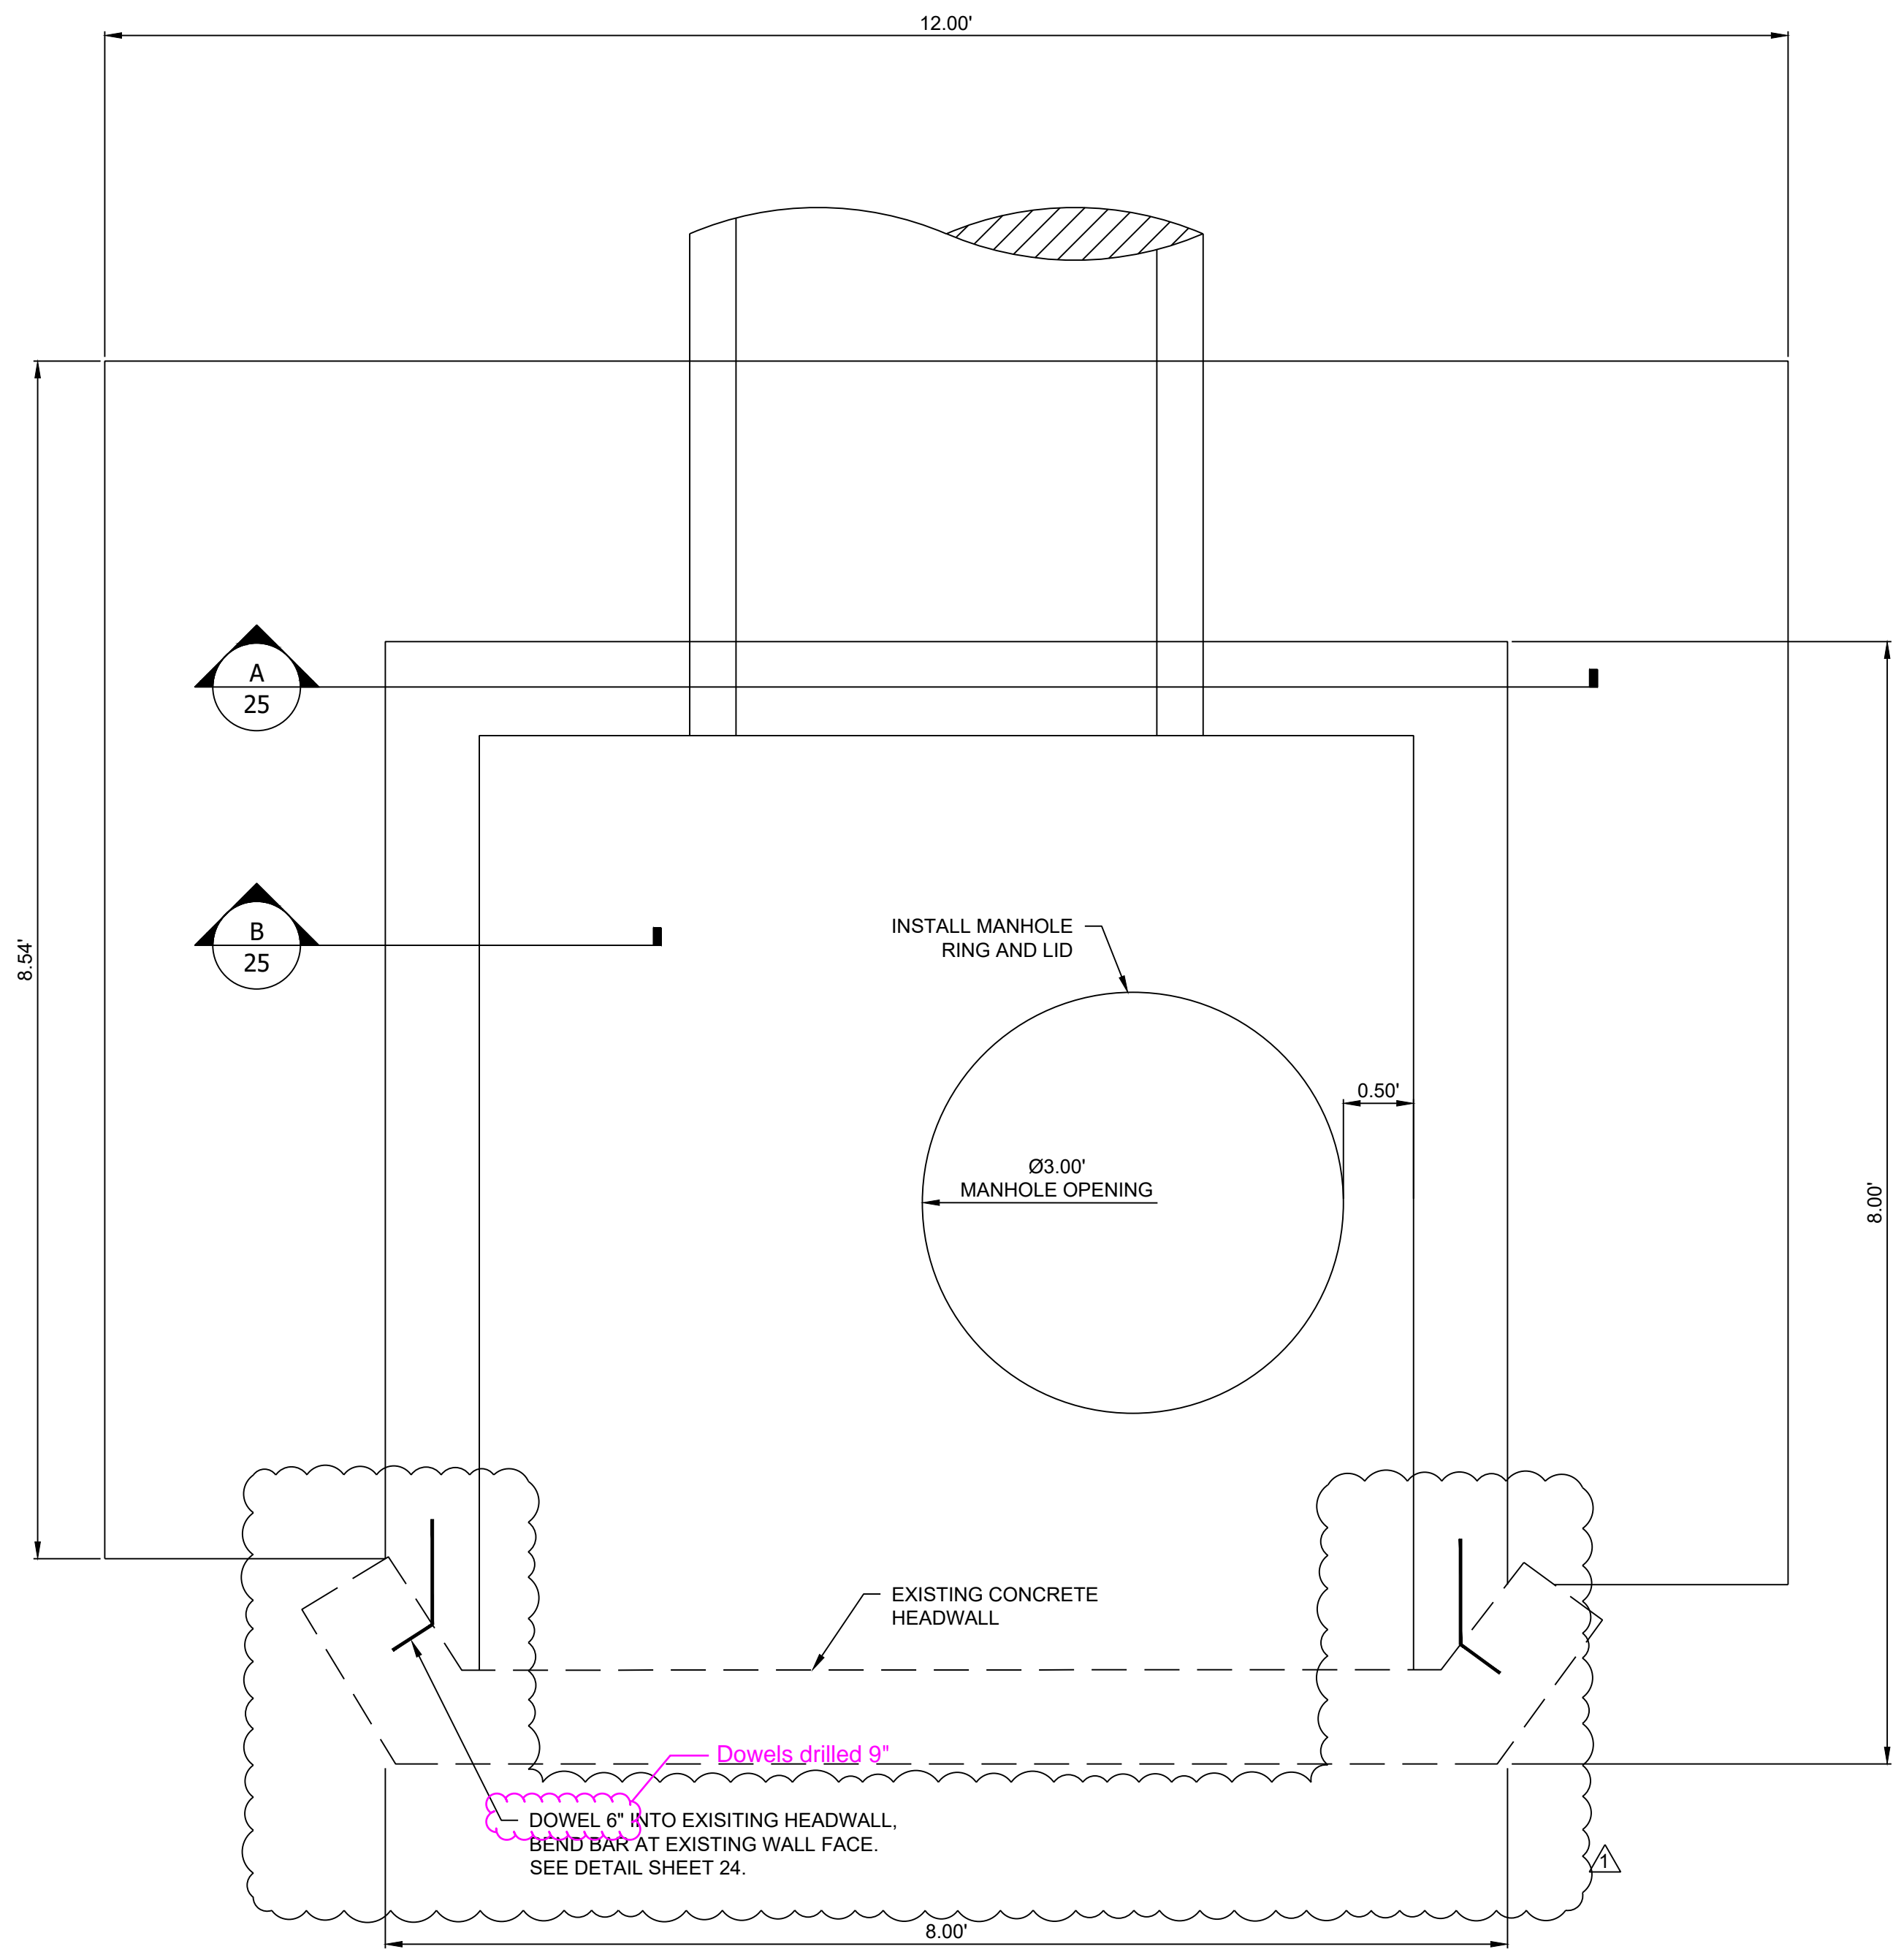 12.00'
A
25
B
25
8.54'
INSTALL MANHOLE
RING AND LID
0.50'
Ø3.00'
MANHOLE OPENING
8.00'
EXISTING CONCRETE
HEADWALL
Dowels drilled 9"
DOWEL 6" INTO EXISITING HEADWALL,
BEND BAR AT EXISTING WALL FACE.
SEE DETAIL SHEET 24.
1
8.00'